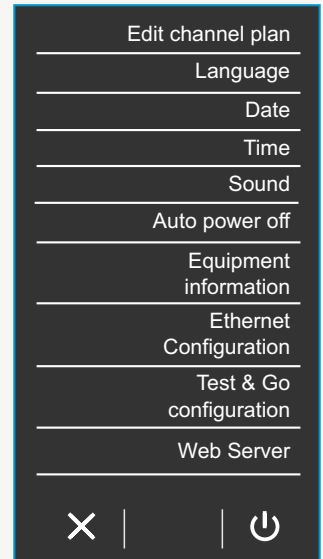 Edit channel plan
Language
Date
Time
Sound
Auto power off
Equipment
information
Ethernet
Configuration
Test & Go
configuration
Web Server